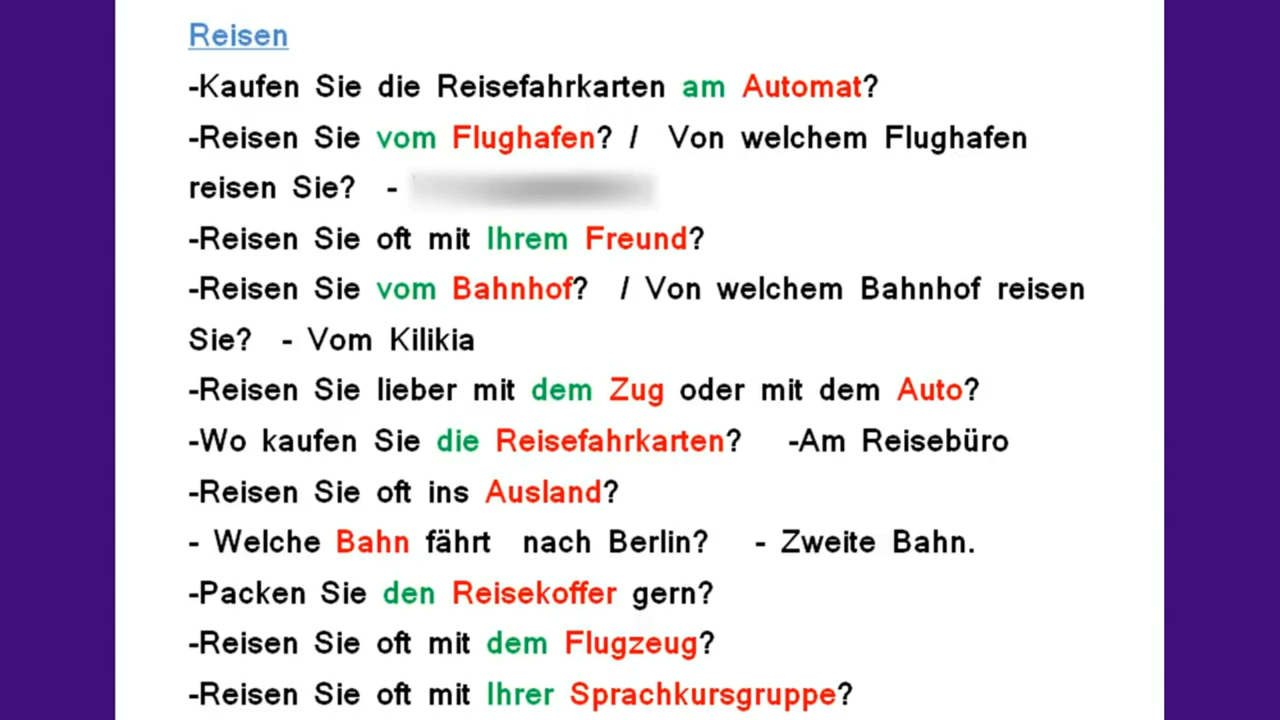 Reisen
-Kaufen Sie die Reisefahrkarten am Automat?
-Reisen Sie vom Flughafen? / Von welchem Flughafen
reisen Sie? -
-Reisen Sie oft mit Ihrem Freund?
-Reisen Sie vom Bahnhof? / Von welchem Bahnhof reisen
Sie? - Vom Kilikia
-Reisen Sie lieber mit dem Zug oder mit dem Auto?
-Wo kaufen Sie die Reisefahrkarten? -Am Reisebüro
-Reisen Sie oft ins Ausland?
- Welche Bahn fährt nach Berlin? - Zweite Bahn.
-Packen Sie den Reisekoffer gern?
-Reisen Sie oft mit dem Flugzeug?
-Reisen Sie oft mit Ihrer Sprachkursgruppe?